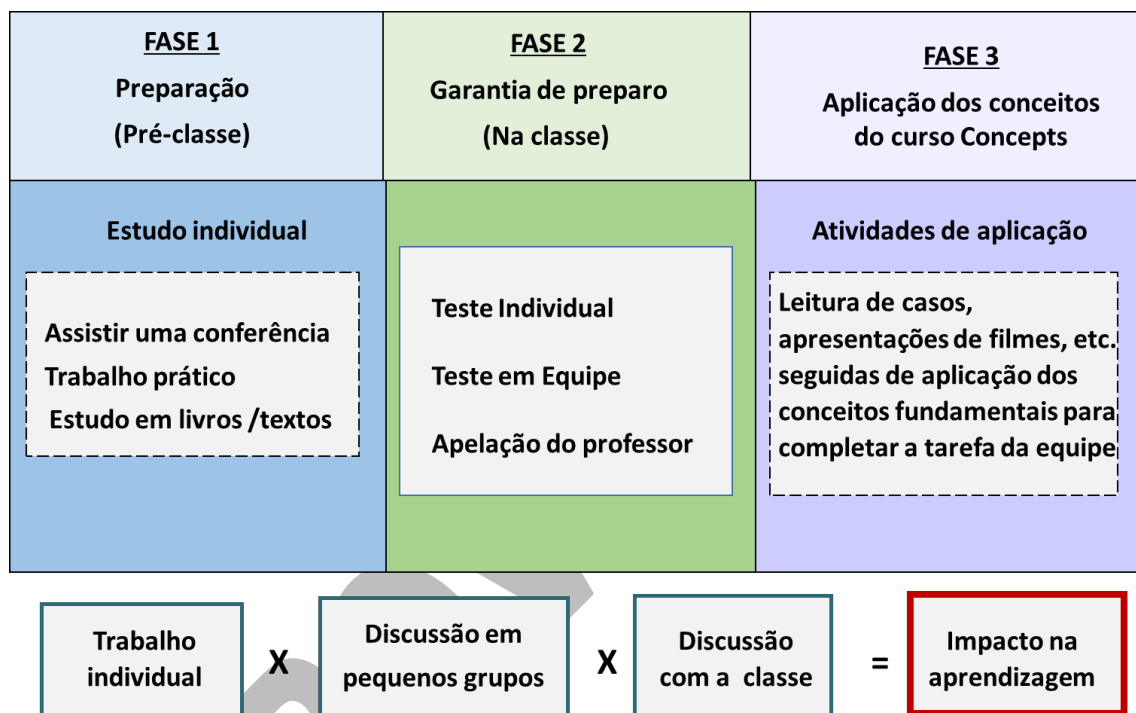 FASE 1
Preparação
(Pré-classe)
FASE 2
Garantia de preparo
(Na classe)
FASE 3
Aplicação dos conceitos
do curso Concepts
Estudo individual
Assistir uma conferência
Trabalho prático
Estudo em livros /textos
Teste Individual
Teste em Equipe
Apelação do professor
Atividades de aplicação
Leitura de casos,
apresentações de filmes, etc.
seguidas de aplicação dos
conceitos fundamentais para
completar a tarefa da equipe
Trabalho
individual
X
Discussão em
pequenos grupos
X
Discussão
com a classe
=
Impacto na
aprendizagem